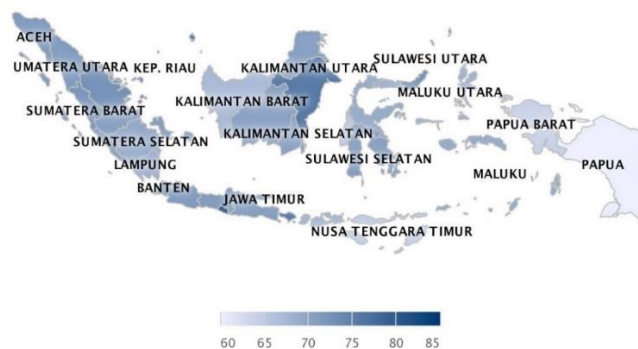 ACEH
UMATERA UTARA
KEP. RIAU
KALIMANTAN UTARA
SULAWESI UTARA
MALUKU UTARA
SUMATERA BARAT
KALIMANTAN BARAT
PAPUA BARAT
SUMATERA SELATAN
KALIMANTAN SELATAN
LAMPUNG
SULAWESI SELATAN
MALUKU
PAPUA
BANTEN
JAWA TIMUR
NUSA TENGGARA TIMUR
60 65 70 75 80 85